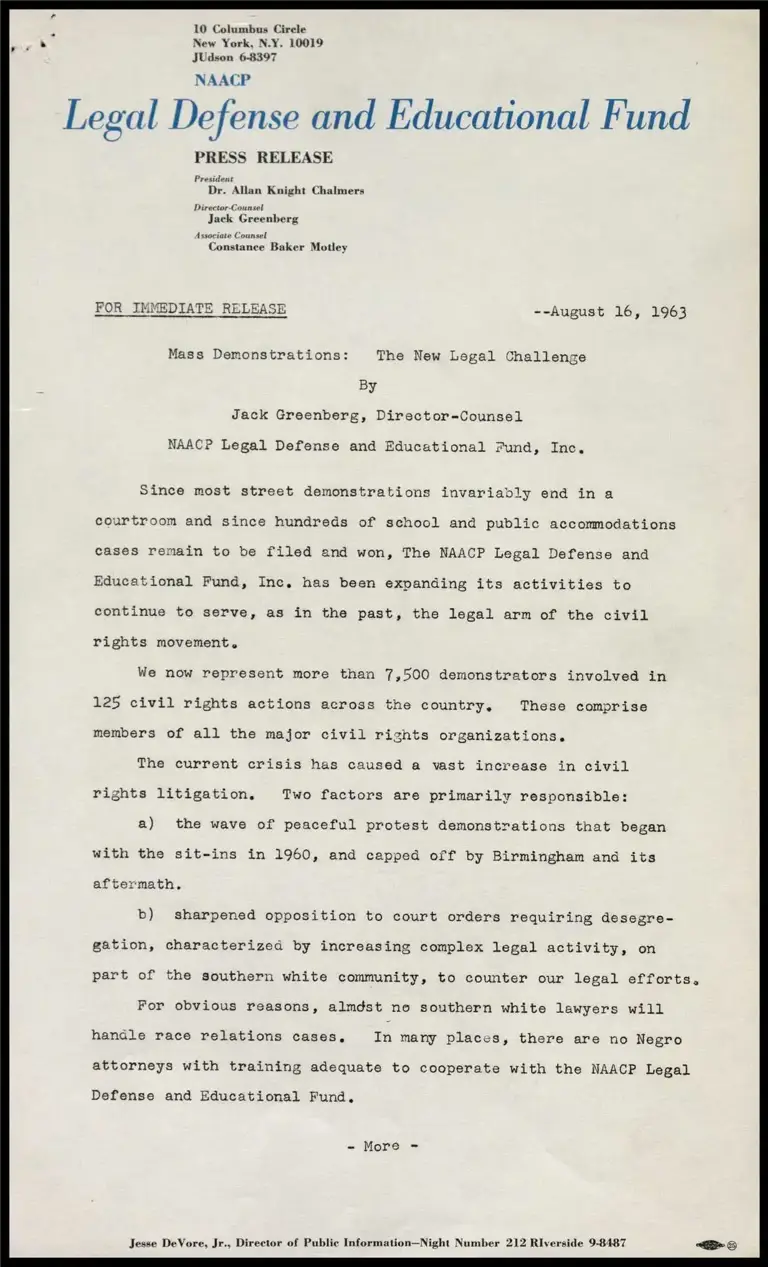 10 Columbus Circle
New York, N.Y. 10019
JUdson 6-8397
NAACP
Legal Defense and Educational Fund
PRESS RELEASE
President
Dr. Allan Knight Chalmers
Director-Counsel
Jack Greenberg
Associate Counsel
Constance Baker Motley
FOR IMMEDIATE RELEASE --August 16, 1963
Mass Demonstrations: The New Legal Challenge
By
Jack Greenberg, Director-Counsel
NAACP Legal Defense and Educational Fund, Inc.
Since most street demonstrations invariably end in a
courtroom and since hundreds of school and public accommodations
cases remain to be filed and won, The NAACP Legal Defense and
Educational Fund, Inc. has been expanding its activities to
continue to serve, as in the past, the legal arm of the civil
rights movement.
We now represent more than 7,500 demonstrators involved in
125 civil rights actions across the country. These comprise
members of all the major civil rights organizations.
The current crisis has caused a vast increase in civil
rights litigation. Two factors are primarily responsible:
a) the wave of peaceful protest demonstrations that began
with the sit-ins in 1960, and capped off by Birmingham and its
aftermath.
b) sharpened opposition to court orders requiring desegre-
gation, characterized by increasing complex legal activity, on
part of the southern white community, to counter our legal efforts.
For obvious reasons, almost no southern white lawyers will
handle race relations cases. In many places, there are no Negro
attorneys with training adequate to cooperate with the NAACP Legal
Defense and Educational Fund.
- More -
Jesse DeVore, Jr., Director of Public Information—Night Number 212 RIverside 9-8487